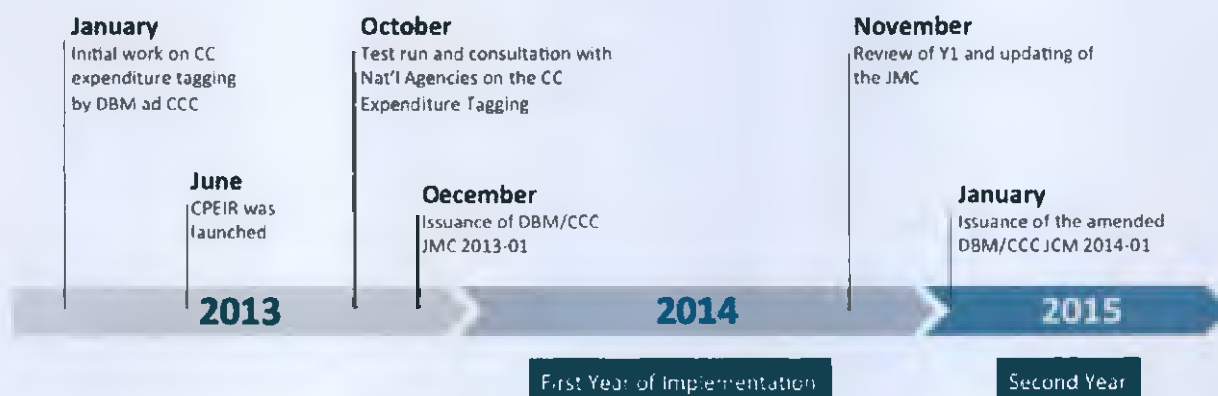 January
Initial work on CC
expenditure tagging
by DBM ad CCC
October
Test run and consultation with
Nat'l Agencies on the CC
Expenditure Tagging
November
Review of Y1 and updating of
the JMC
June
CPEIR was
launched
Oecember
Issuance of DBM/CCC
JMC 2013-01
January
Issuance of the amended
DBM/CCC JCM 2014-01
2013
2014
2015
First Year of Implementation
Second Year